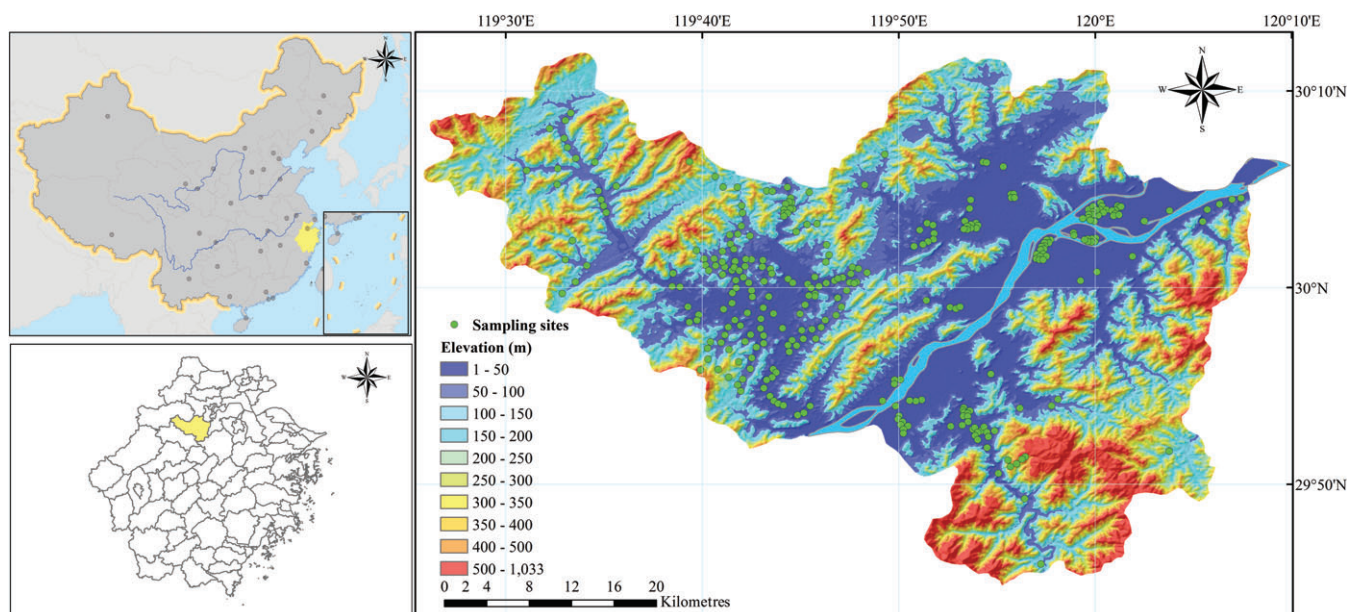 119°30'E 119°40'E 119°50'E 120°E 120°10'E
N
W E
S
30°10'N
30°N
29°50'N
Sampling sites
Elevation (m)
1 - 50
50 - 100
100 - 150
150 - 200
200 - 250
250 - 300
300 - 350
350 - 400
400 - 500
500 - 1,033
0 2 4 8 12 16 20
Kilometres
N
W E
S
N
W E
S